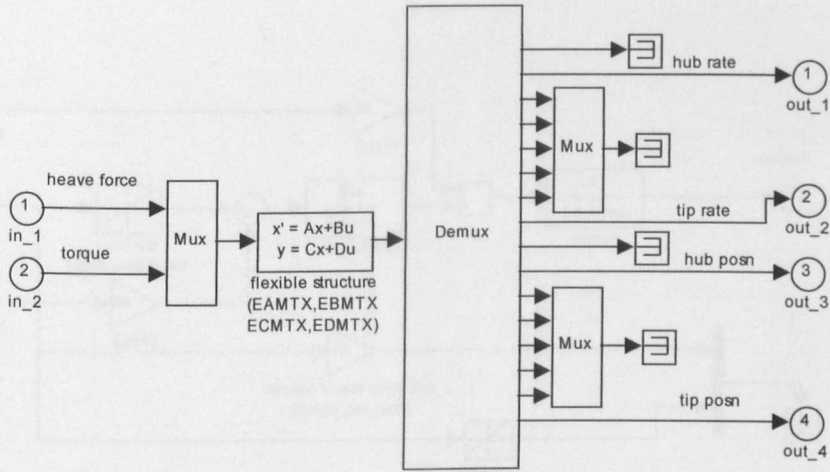 hub rate
1
out_1
Mux
heave force
1
in_1
Mux
x' = Ax+Bu
y = Cx+Du
Demux
2
tip rate
out_2
torque
2
in_2
flexible structure
(EAMTX,EBMTX
ECMTX,EDMTX)
hub posn
3
out_3
Mux
tip posn
4
out_4